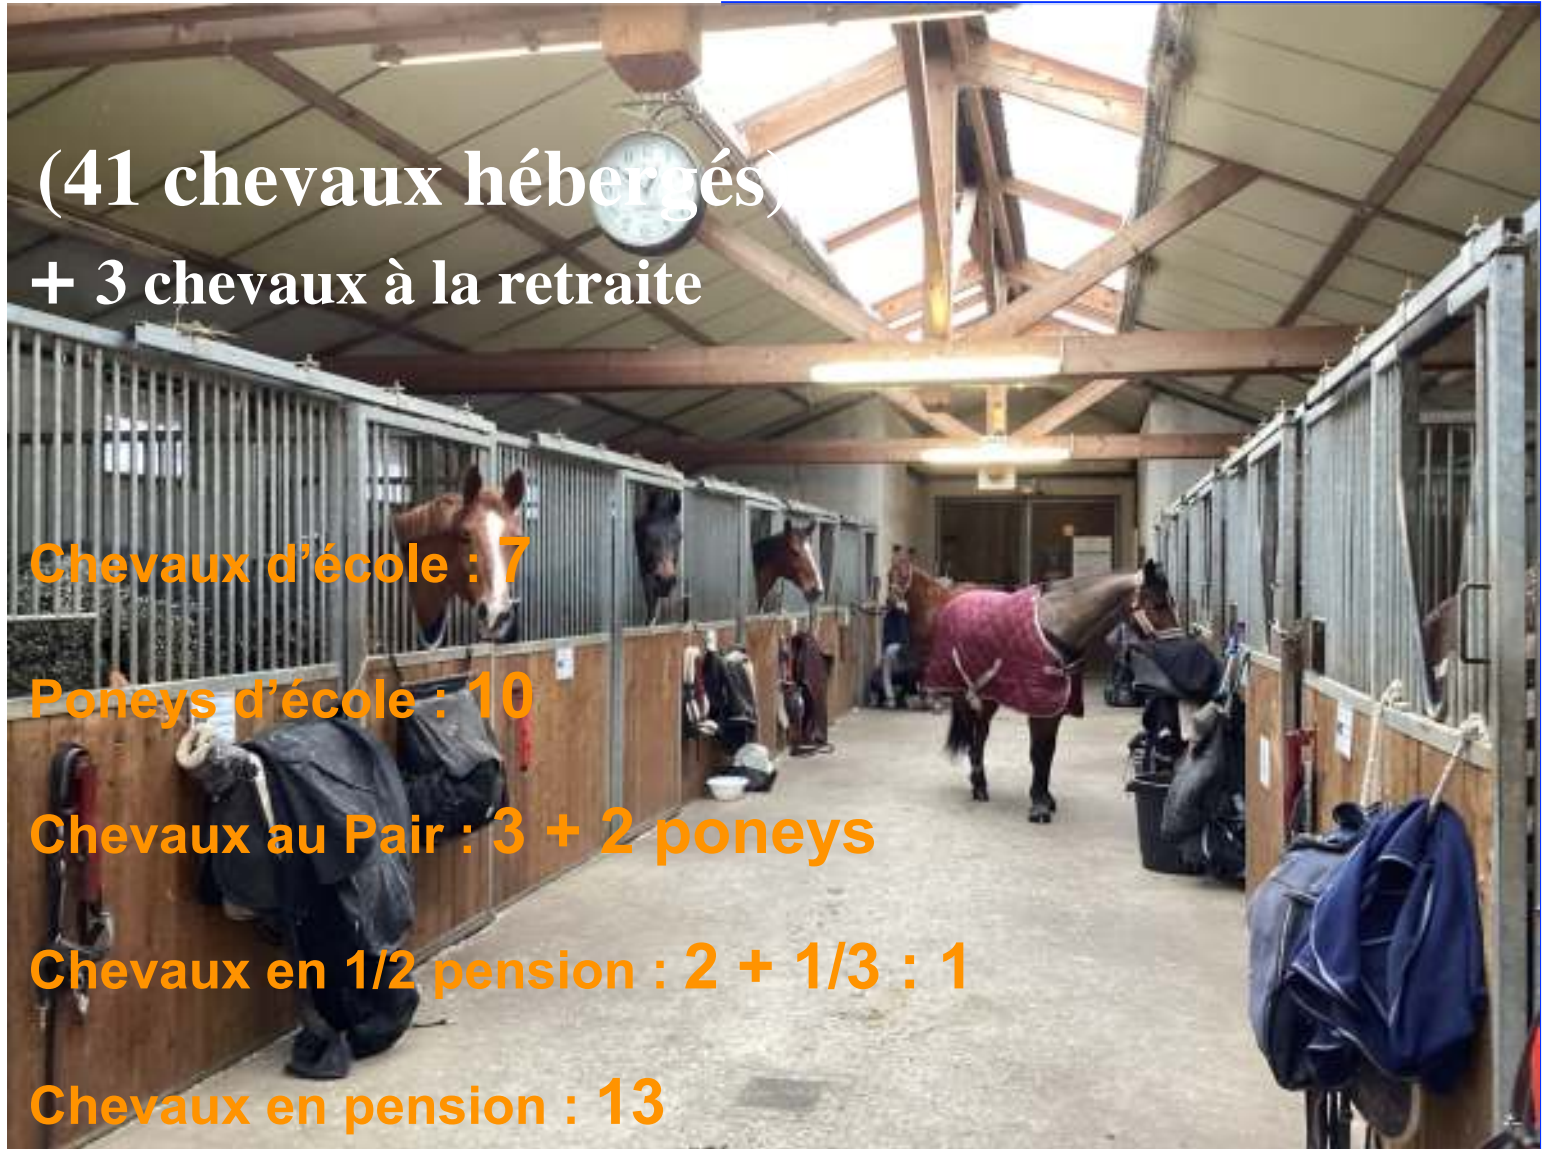 (41 chevaux hébergés)
+ 3 chevaux à la retraite
Chevaux d’école : 7
Poneys d’école : 10
Chevaux au Pair : 3 + 2 poneys
Chevaux en 1/2 pension : 2 + 1/3 : 1
Chevaux en pension : 13